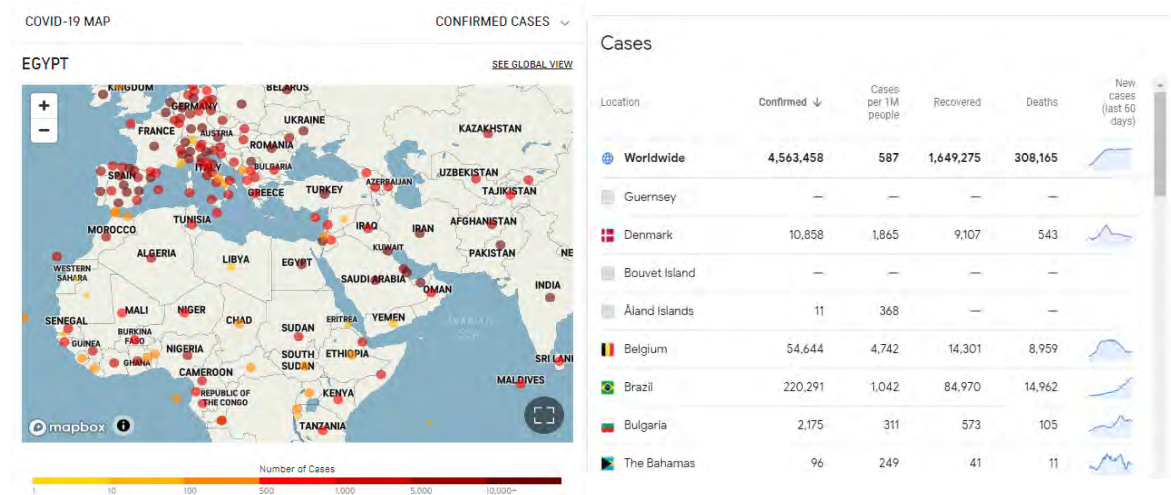 COVID-19 MAP
CONFIRMED CASES
EGYPT
SEE GLOBAL VIEW
+
−
KINGDOM
BELARUS
GERMANY
UKRAINE
FRANCE
AUSTRIA
KAZAKHSTAN
ROMANIA
ITALY
BULGARIA
UZBEKISTAN
SPAIN
AZERBAIJAN
TAJIKISTAN
GREECE
TURKEY
TUNISIA
MOROCCO
IRAQ
IRAN
AFGHANISTAN
ALGERIA
LIBYA
EGYPT
KUWAIT
PAKISTAN
NE
WESTERN
SAHARA
SAUDI ARABIA
OMAN
INDIA
MALI
NIGER
CHAD
ERITREA
YEMEN
ARABIAN
SEA
SENEGAL
SUDAN
BURKINA
FASO
GUINEA
NIGERIA
GHANA
SOUTH
SUDAN
ETHIOPIA
SRI LANI
CAMEROON
MALDIVES
REPUBLIC OF
THE CONGO
KENYA
TANZANIA
mapbox
i
Number of Cases
1 10 100 500 1,000 5,000 10,000+
Cases
Location Confirmed ↓ Cases per 1M people Recovered Deaths New cases (last 60 days)
Worldwide 4,563,458 587 1,649,275 308,165
Guernsey — — — —
Denmark 10,858 1,865 9,107 543
Bouvet Island — — — —
Åland Islands 11 368 — —
Belgium 54,644 4,742 14,301 8,959
Brazil 220,291 1,042 84,970 14,962
Bulgaria 2,175 311 573 105
The Bahamas 96 249 41 11